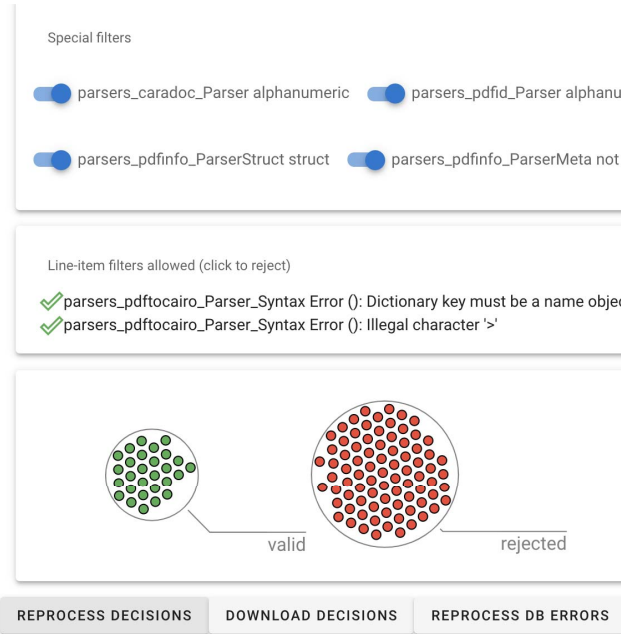 Special filters
parsers_caradoc_Parser alphanumeric parsers_pdfid_Parser alphanu
parsers_pdfinfo_ParserStruct struct parsers_pdfinfo_ParserMeta not
Line-item filters allowed (click to reject)
parsers_pdftocairo_Parser_Syntax Error (): Dictionary key must be a name obje
parsers_pdftocairo_Parser_Syntax Error (): Illegal character '>'
valid
rejected
REPROCESS DECISIONS DOWNLOAD DECISIONS REPROCESS DB ERRORS